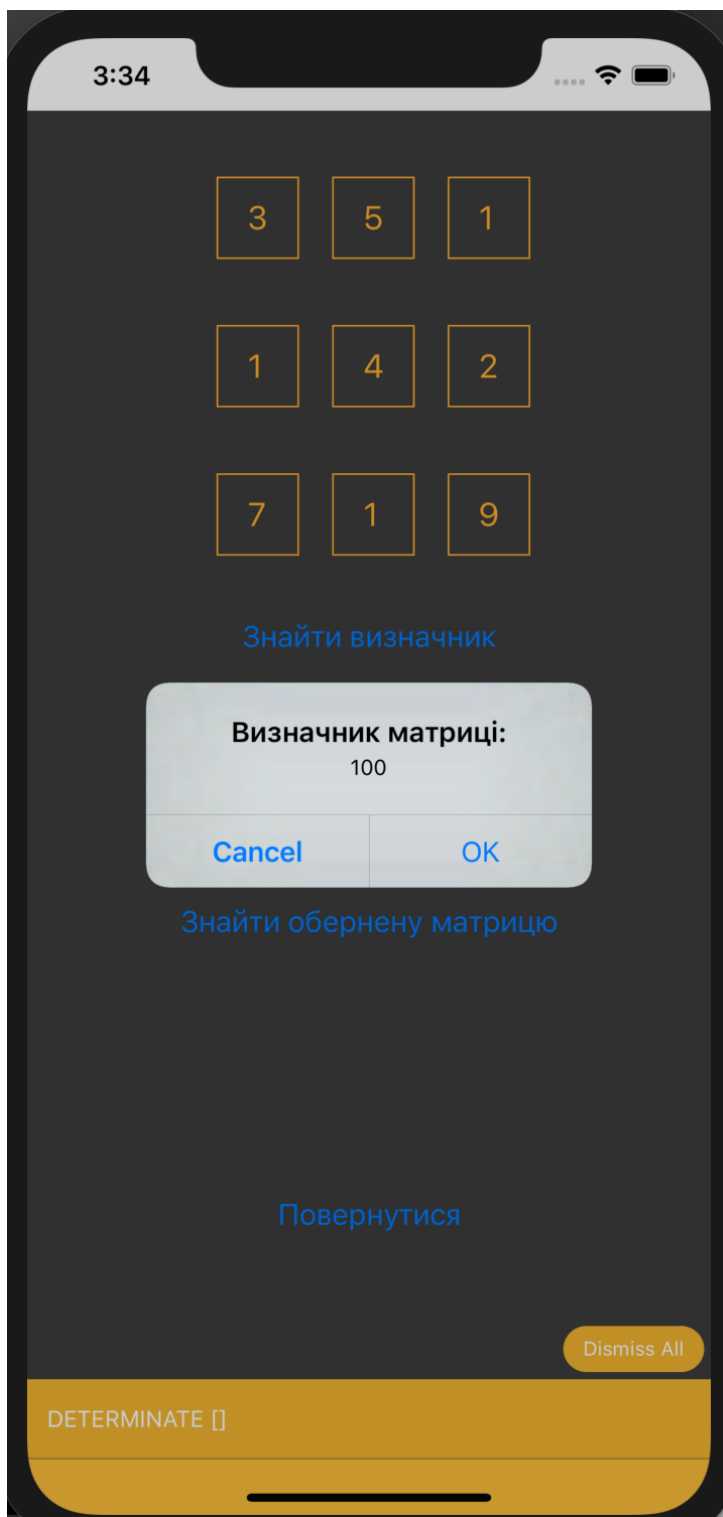 3:34
3 5 1
1 4 2
7 1 9
Знайти визначник
Визначник матриці:
100
Cancel OK
Знайти обернену матрицю
Повернутися
Dismiss All
DETERMINATE []